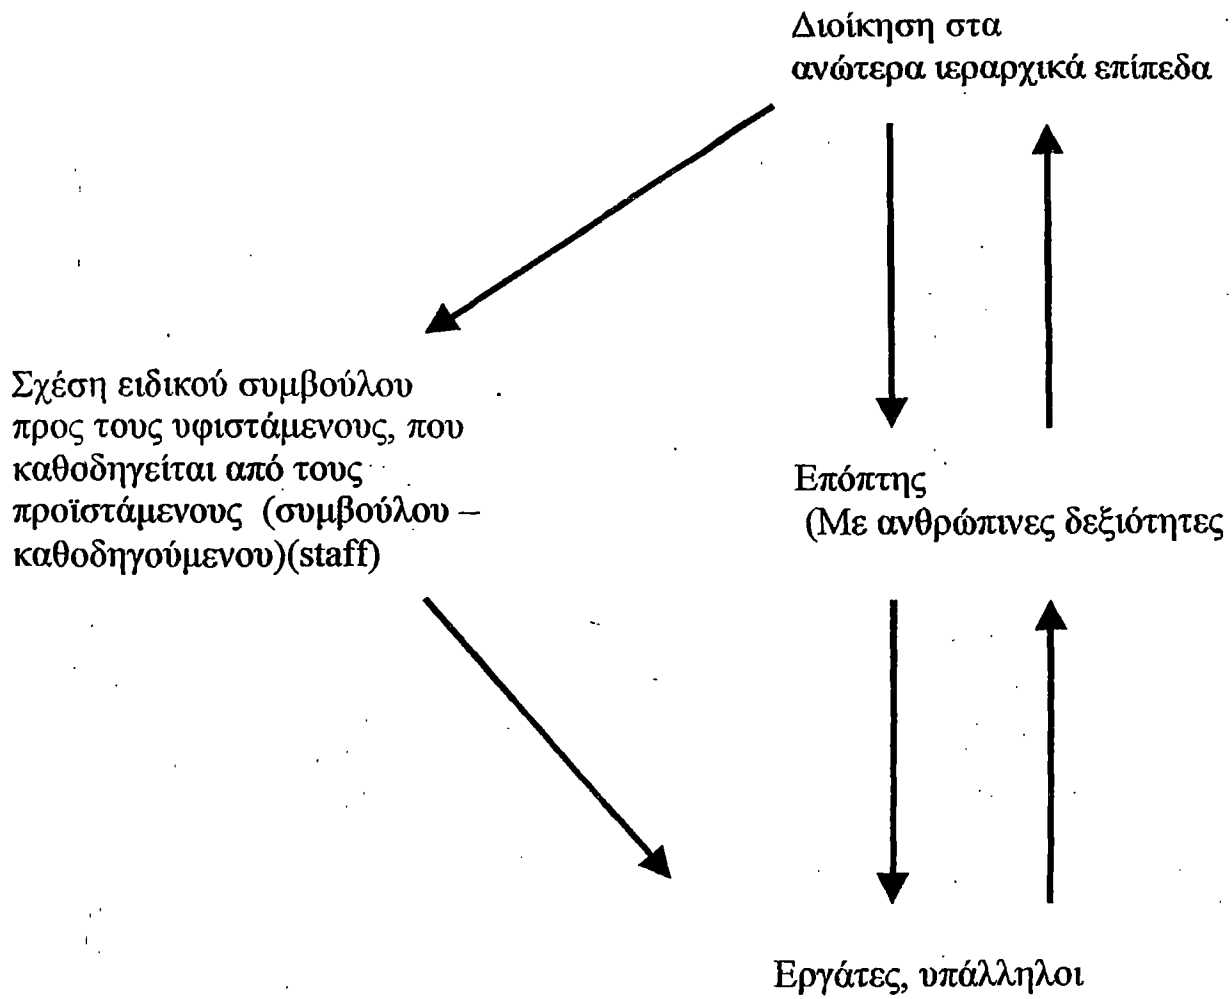 Διοίκηση στα
ανώτερα ιεραρχικά επίπεδα
Σχέση ειδικού συμβούλου
προς τους υφιστάμενους, που
καθοδηγείται από τους
προϊστάμενους (συμβούλου –
καθοδηγούμενου)(staff)
Επόπτης
(Με ανθρώπινες δεξιότητες
Εργάτες, υπάλληλοι